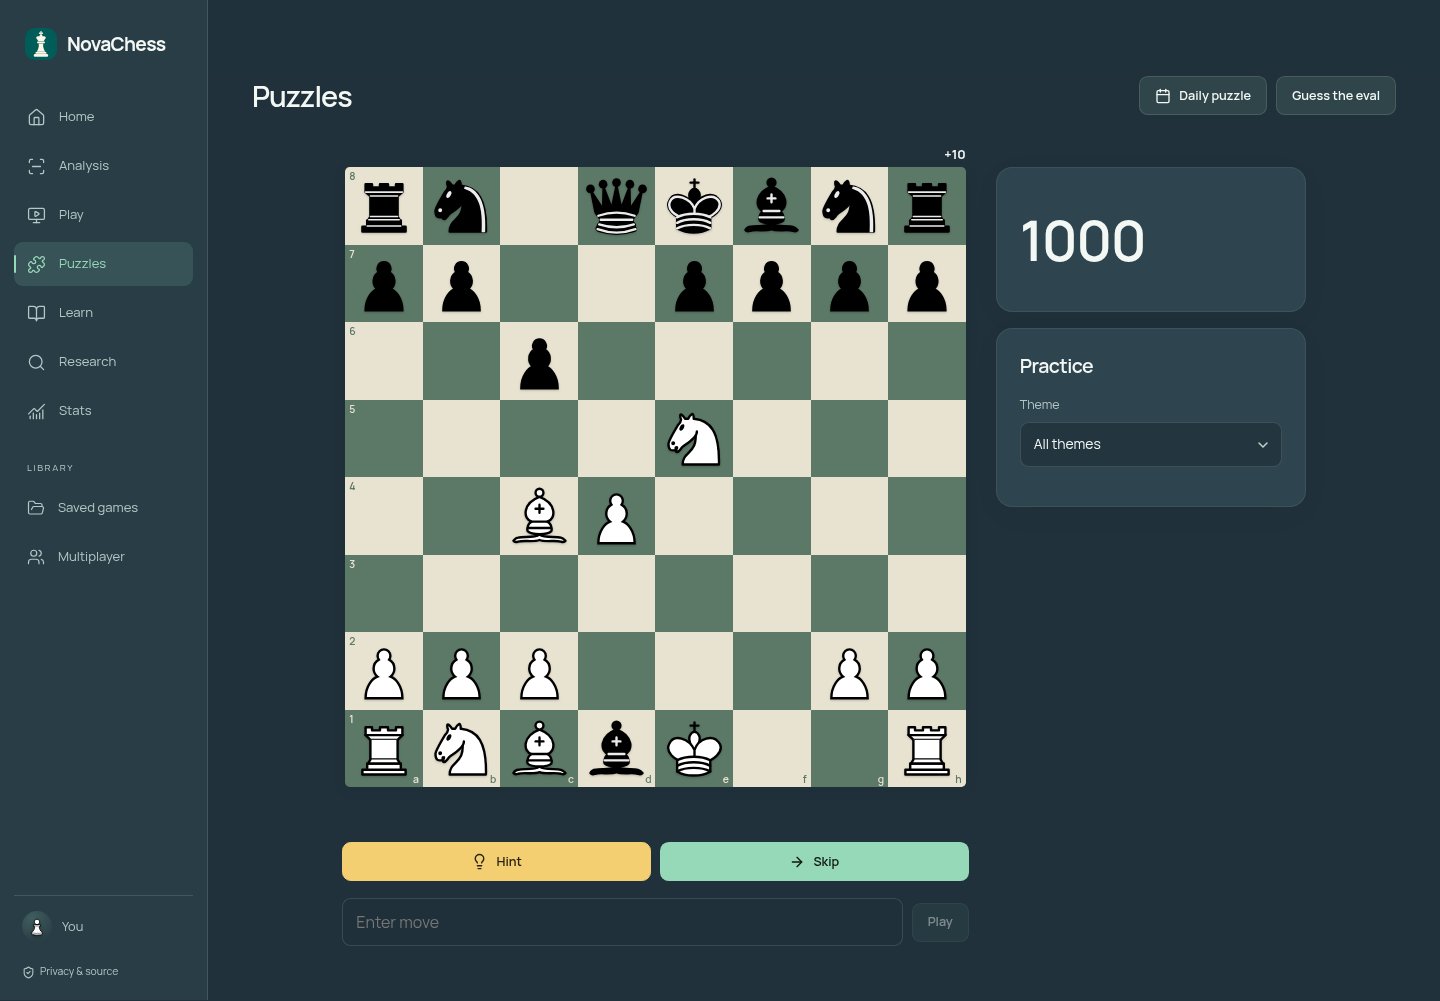 NovaChess
Home
Analysis
Play
Puzzles
Learn
Research
Stats
LIBRARY
Saved games
Multiplayer
You
Privacy & source
Puzzles
Daily puzzle
Guess the eval
+10
8
7
6
5
4
3
2
1
a b c d e f g h
Hint
Skip
Enter move
Play
1000
Practice
Theme
All themes